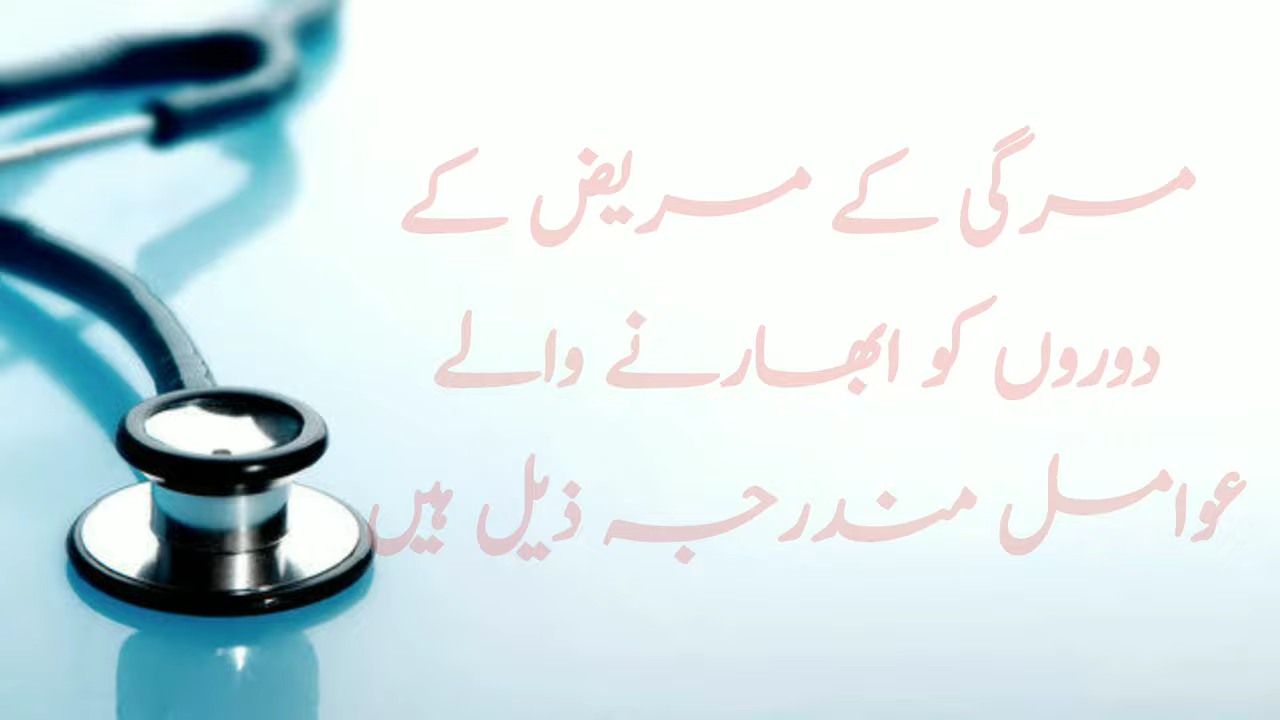 مرگی کے مریض کے
دوروں کو ابھارنے والے
عوامل مندرجہ ذیل ہیں